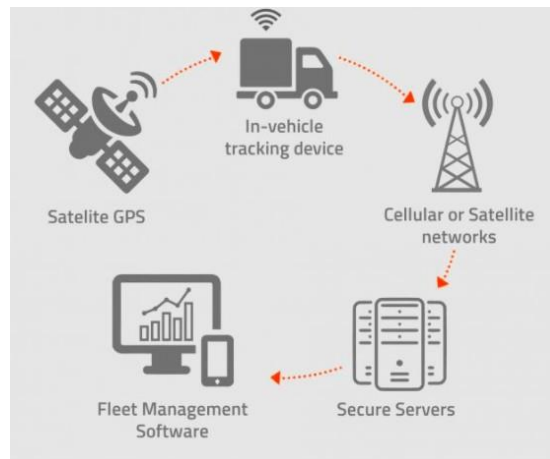 In-vehicle
tracking device
Satelite GPS
Cellular or Satellite
networks
Fleet Management
Software
Secure Servers